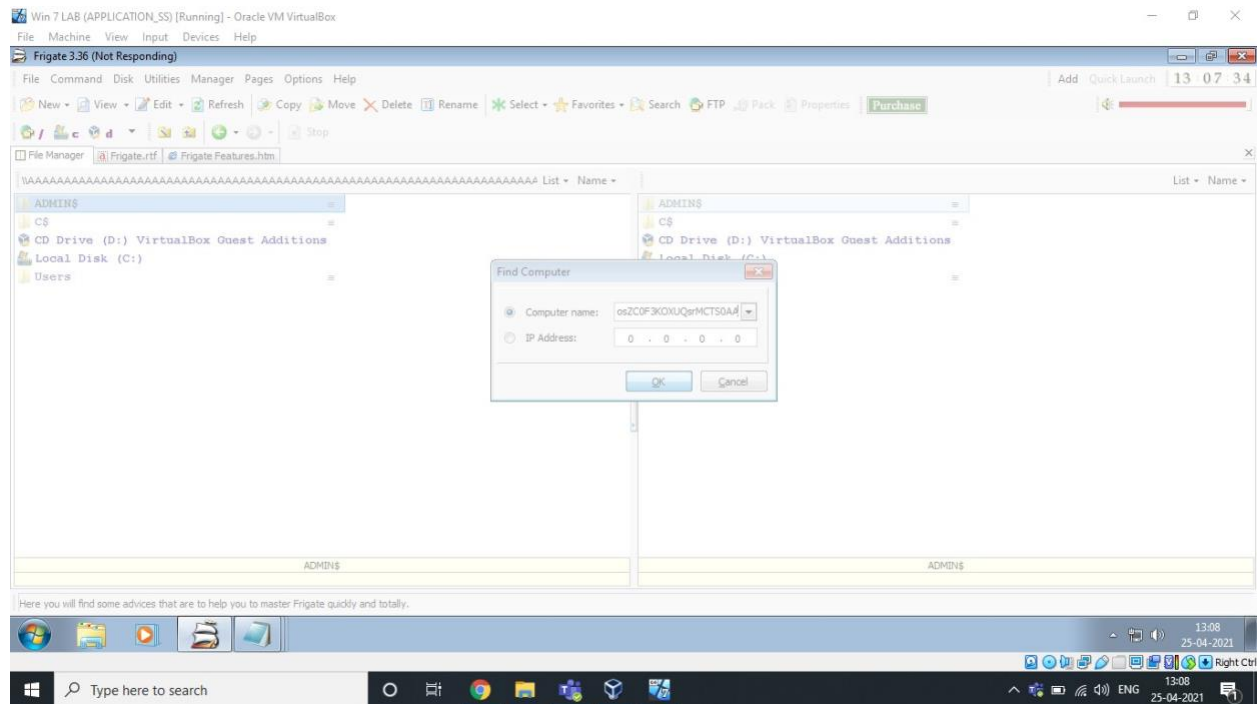 Win 7 LAB (APPLICATION_SS) [Running] - Oracle VM VirtualBox
File Machine View Input Devices Help
Frigate 3.36 (Not Responding)
File Command Disk Utilities Manager Pages Options Help
Add Quick Launch 13:07 34
New View Edit Refresh Copy Move Delete Rename Select Favorites Search FTP Pack Properties Purchase
/ c d Stop
File Manager Frigate.rtf Frigate Features.htm
List Name
List Name
ADMIN$
C$
CD Drive (D:) VirtualBox Guest Additions
Local Disk (C:)
Users
ADMIN$
C$
CD Drive (D:) VirtualBox Guest Additions
Local Disk (C:)
Find Computer
Computer name:
IP Address: 0 . 0 . 0 . 0
OK Cancel
ADMIN$
ADMIN$
Here you will find some advices that are to help you to master Frigate quickly and totally.
13:08
25-04-2021
Right Ctrl
Type here to search
ENG
13:08
25-04-2021